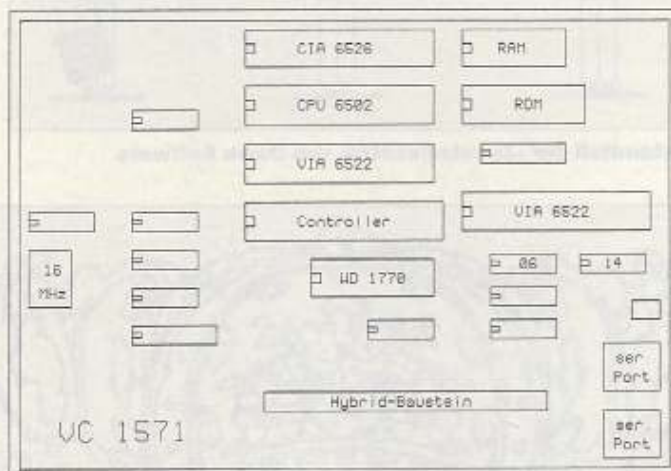 CIA 6526
RAM
CPU 6502
ROM
VIA 6522
Controller
VIA 6522
16
MHz
WD 1770
06
14
ser
Port
Hybrid-Baustein
VC 1571
ser.
Port